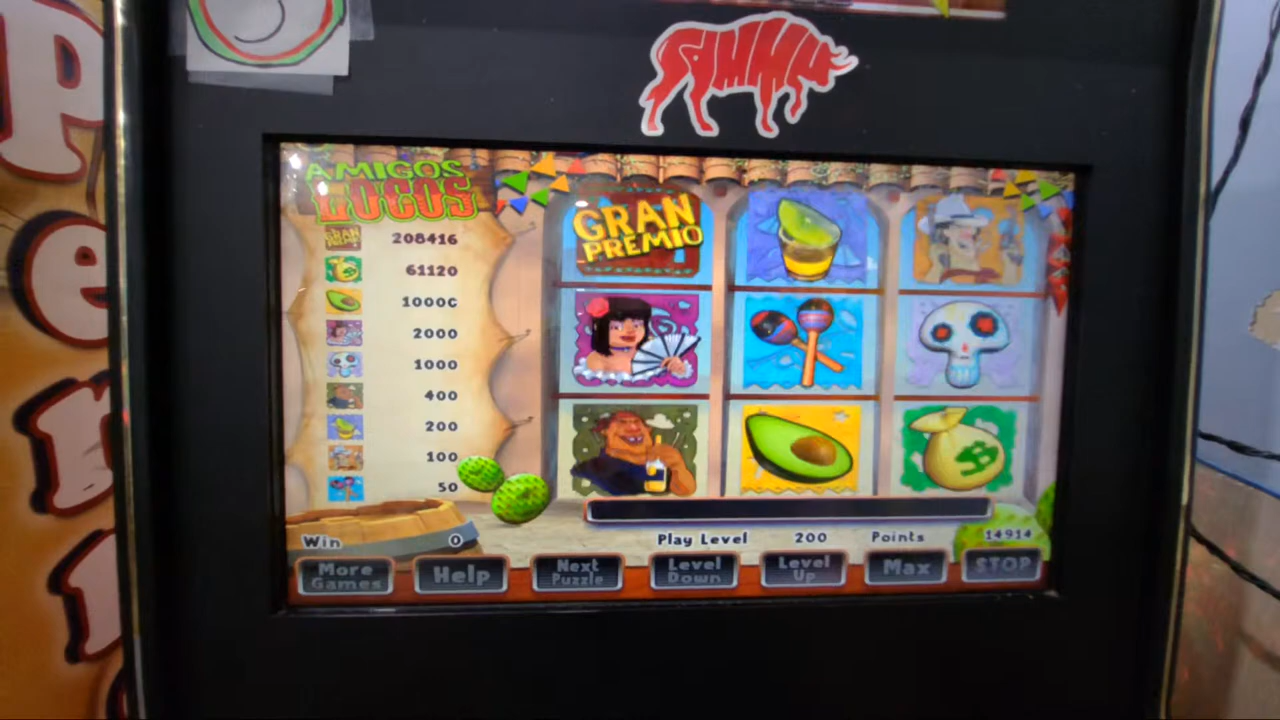 AMIGOS
LOCOS
208416
61120
1000C
2000
1000
400
200
100
50
GRAN
PREMIO
Win 0
Play Level 200 Points 14914
More Games
Help
Next Puzzle
Level Down
Level Up
Max
STOP